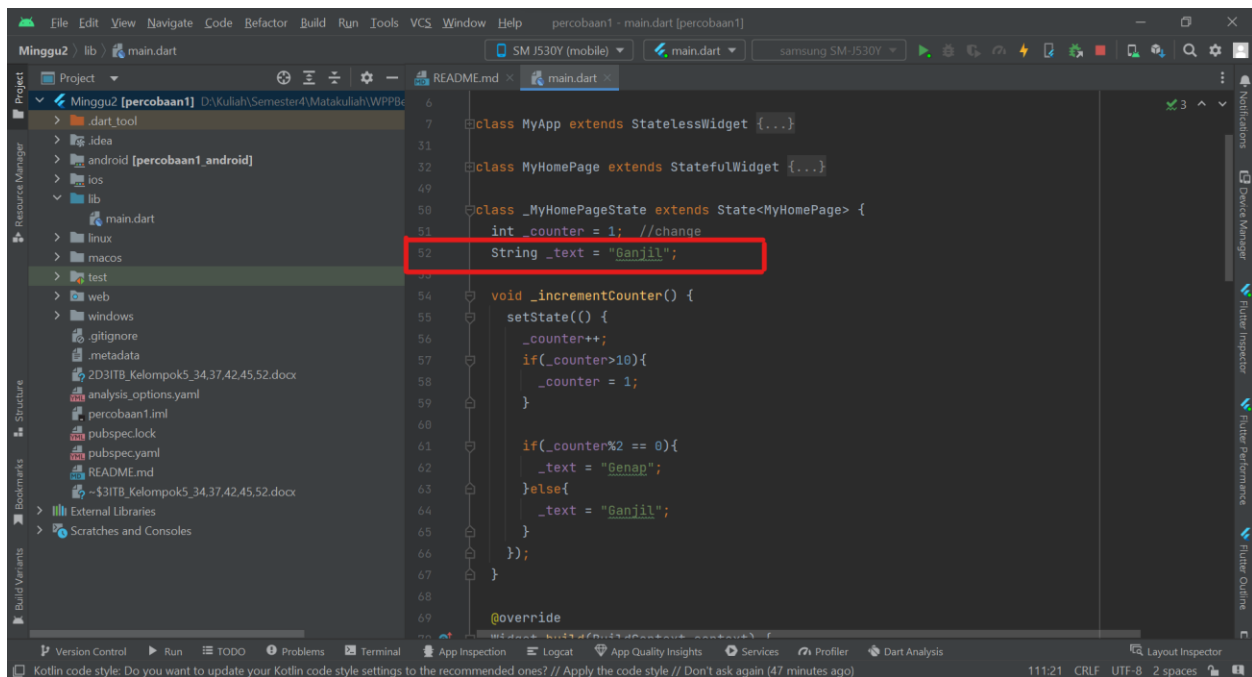 File Edit View Navigate Code Refactor Build Run Tools VCS Window Help percobaan1 - main.dart [percobaan1]
Minggu2 lib main.dart SM J530Y (mobile) main.dart samsung SM-J530Y
Project README.md main.dart
Project
Resource Manager
Structure
Bookmarks
Build Variants
Minggu2 [percobaan1] D:\Kuliah\Semester4\Matakuliah\WPPBe
.dart_tool
.idea
android [percobaan1_android]
ios
lib
main.dart
linux
macos
test
web
windows
.gitignore
.metadata
2D3ITB_Kelompok5_34,37,42,45,52.docx
analysis_options.yaml
percobaan1.iml
pubspec.lock
pubspec.yaml
README.md
~$3ITB_Kelompok5_34,37,42,45,52.docx
External Libraries
Scratches and Consoles
3
6
7 class MyApp extends StatelessWidget {...}
31
32 class MyHomePage extends StatefulWidget {...}
49
50 class _MyHomePageState extends State<MyHomePage> {
51 int _counter = 1; //change
52 String _text = "Ganjil";
53
54 void _incrementCounter() {
55 setState(() {
56 _counter++;
57 if(_counter>10){
58 _counter = 1;
59 }
60
61 if(_counter%2 == 0){
62 _text = "Genap";
63 }else{
64 _text = "Ganjil";
65 }
66 });
67 }
68
69 @override
70 Widget build(BuildContext context) {
Notifications
Device Manager
Flutter Inspector
Flutter Performance
Flutter Outline
Version Control Run TODO Problems Terminal App Inspection Logcat App Quality Insights Services Profiler Dart Analysis Layout Inspector
Kotlin code style: Do you want to update your Kotlin code style settings to the recommended ones? // Apply the code style // Don't ask again (47 minutes ago) 111:21 CRLF UTF-8 2 spaces